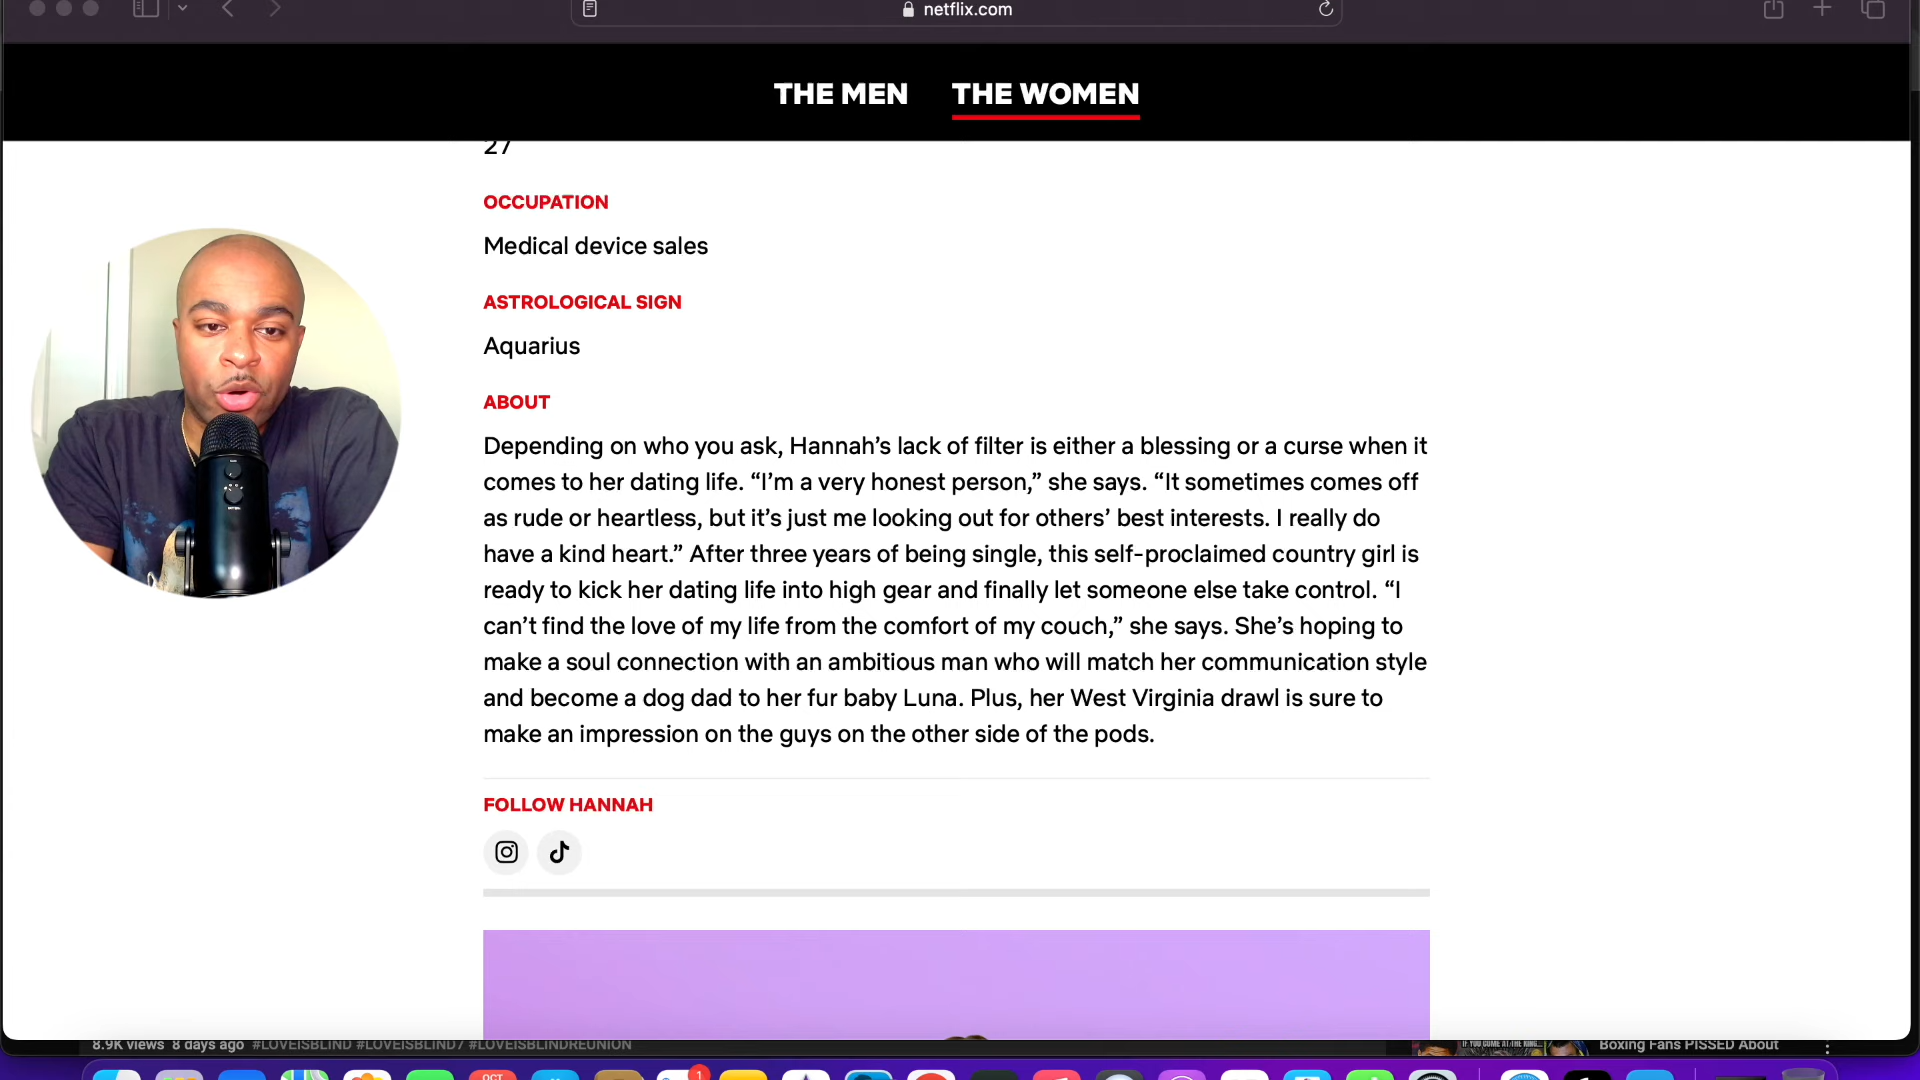 netflix.com
THE MEN THE WOMEN
27
OCCUPATION
Medical device sales
ASTROLOGICAL SIGN
Aquarius
ABOUT
Depending on who you ask, Hannah’s lack of filter is either a blessing or a curse when it
comes to her dating life. “I’m a very honest person,” she says. “It sometimes comes off
as rude or heartless, but it’s just me looking out for others’ best interests. I really do
have a kind heart.” After three years of being single, this self-proclaimed country girl is
ready to kick her dating life into high gear and finally let someone else take control. “I
can’t find the love of my life from the comfort of my couch,” she says. She’s hoping to
make a soul connection with an ambitious man who will match her communication style
and become a dog dad to her fur baby Luna. Plus, her West Virginia drawl is sure to
make an impression on the guys on the other side of the pods.
FOLLOW HANNAH
8.9K views 8 days ago #LOVEISBLIND #LOVEISBLIND7 #LOVEISBLINDREUNION
IF YOU COME AT THE KING...
Boxing Fans PISSED About
OCT
1